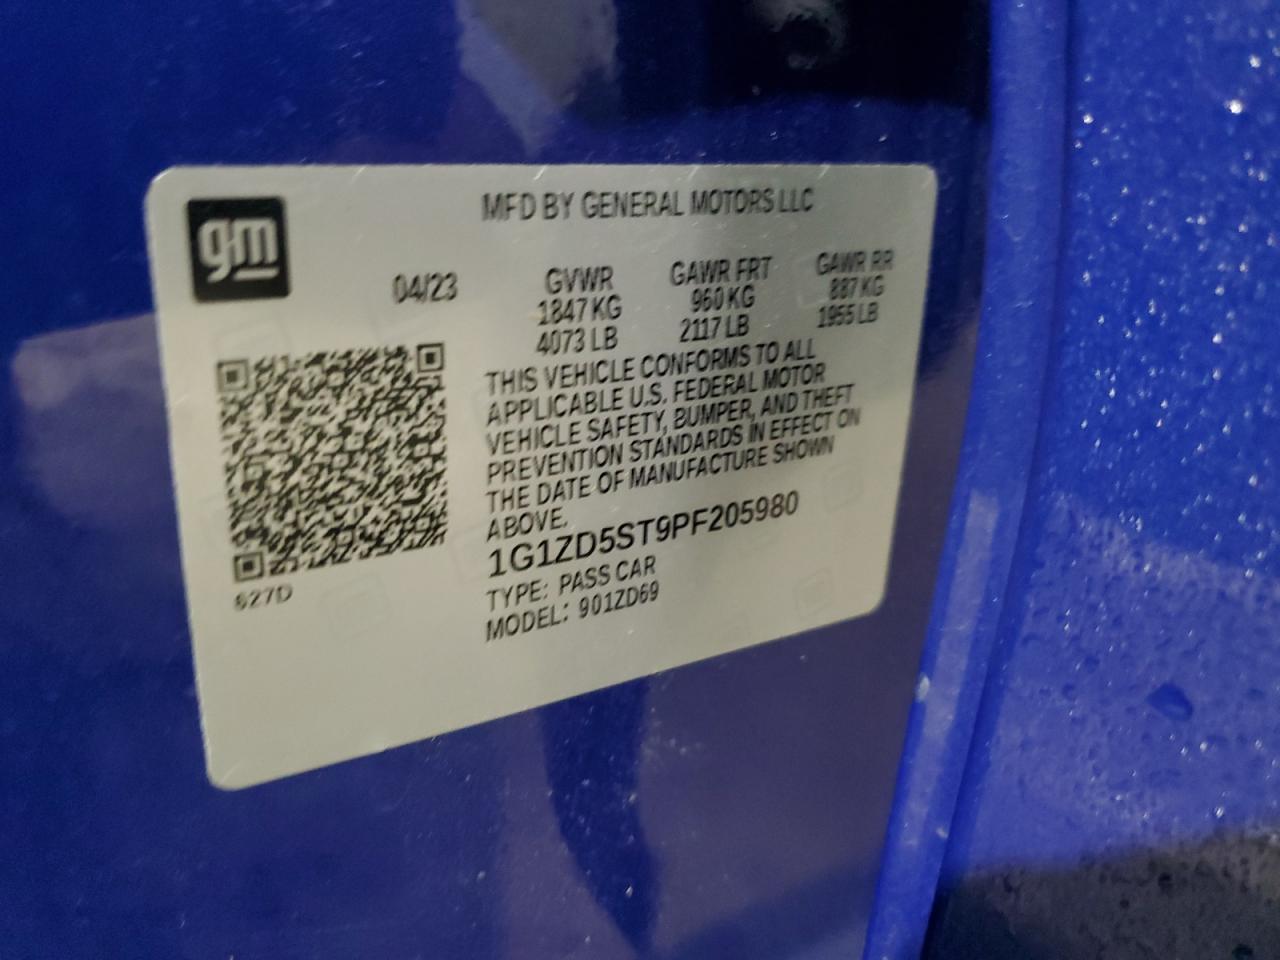 gm
MFD BY GENERAL MOTORS LLC
04/23
GVWR
1847 KG
4073 LB
GAWR FRT
960 KG
2117 LB
GAWR RR
887 KG
1955 LB
THIS VEHICLE CONFORMS TO ALL
APPLICABLE U.S. FEDERAL MOTOR
VEHICLE SAFETY, BUMPER, AND THEFT
PREVENTION STANDARDS IN EFFECT ON
THE DATE OF MANUFACTURE SHOWN
ABOVE.
1G1ZD5ST9PF205980
TYPE: PASS CAR
MODEL: 901ZD69
627D